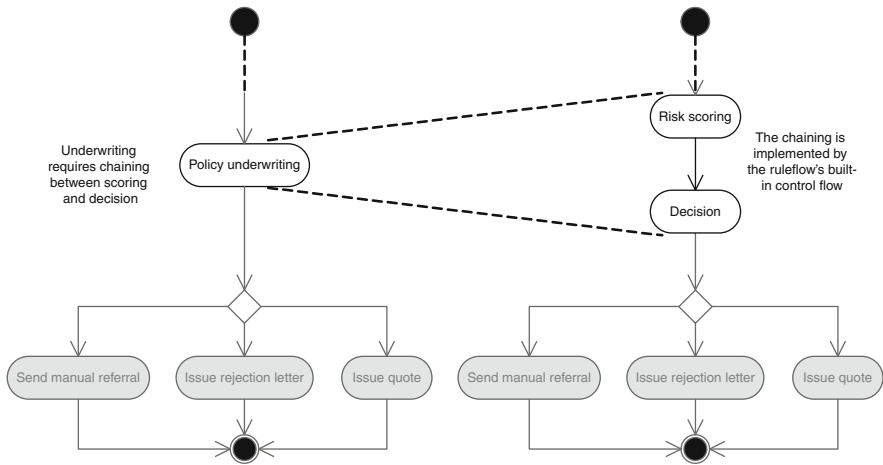 Underwriting
requires chaining
between scoring
and decision
Policy underwriting
Send manual referral
Issue rejection letter
Issue quote
Risk scoring
Decision
The chaining is
implemented by
the ruleflow's built-
in control flow
Send manual referral
Issue rejection letter
Issue quote